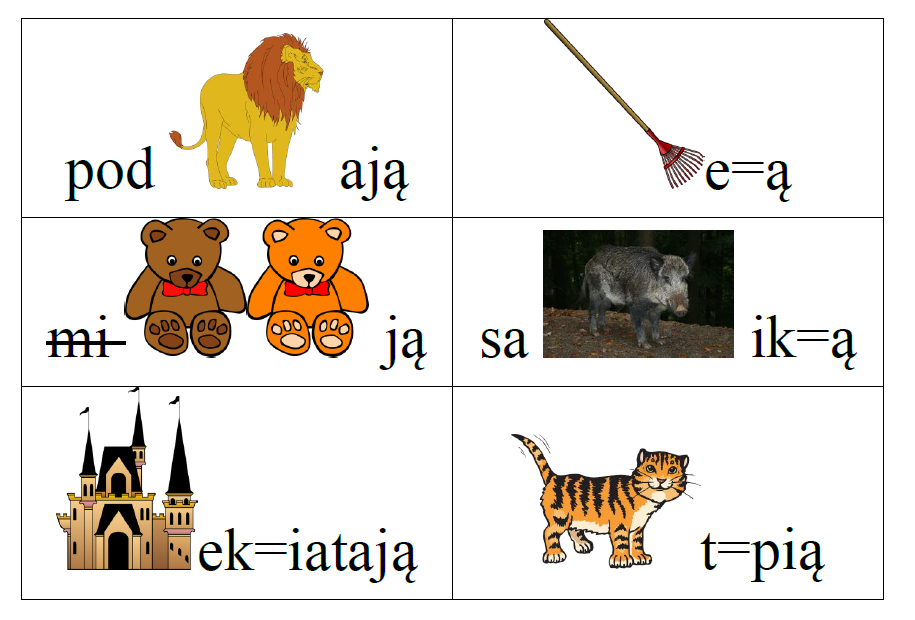 pod ają
e=ą
mi ją
sa ik=ą
ek=iatają
t=pią